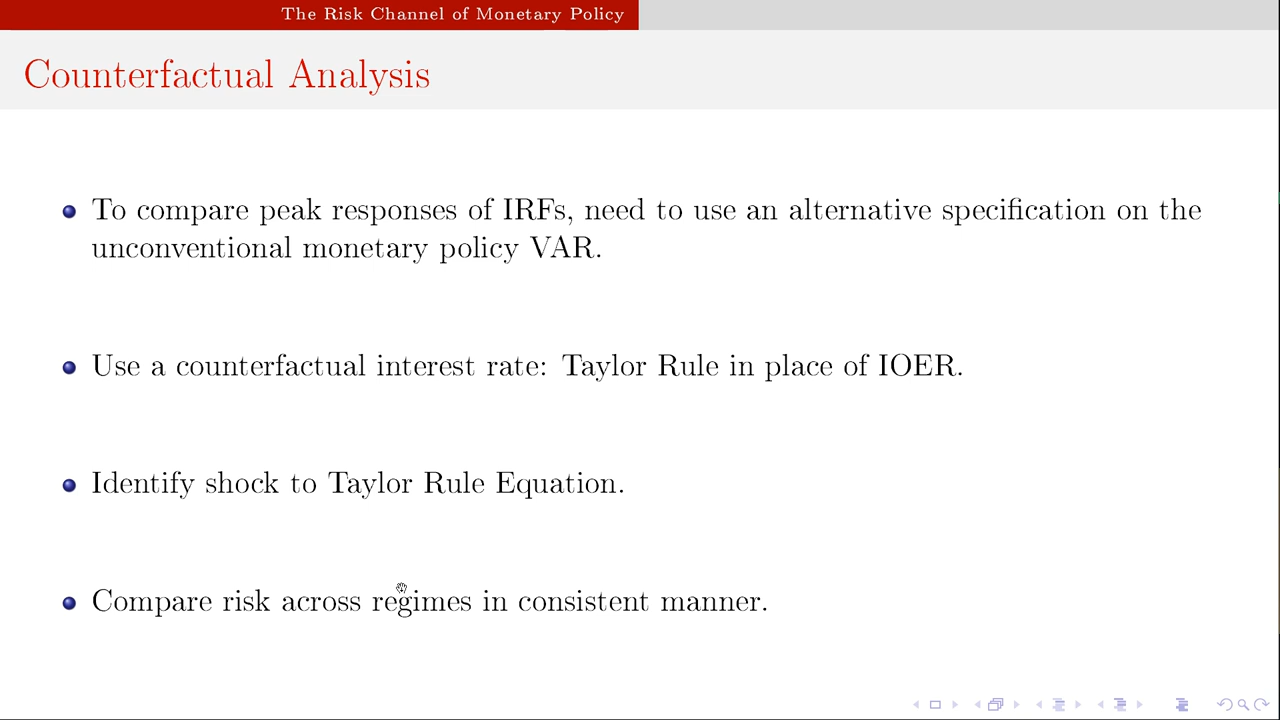 The Risk Channel of Monetary Policy
Counterfactual Analysis
To compare peak responses of IRFs, need to use an alternative specification on the
unconventional monetary policy VAR.
Use a counterfactual interest rate: Taylor Rule in place of IOER.
Identify shock to Taylor Rule Equation.
Compare risk across regimes in consistent manner.